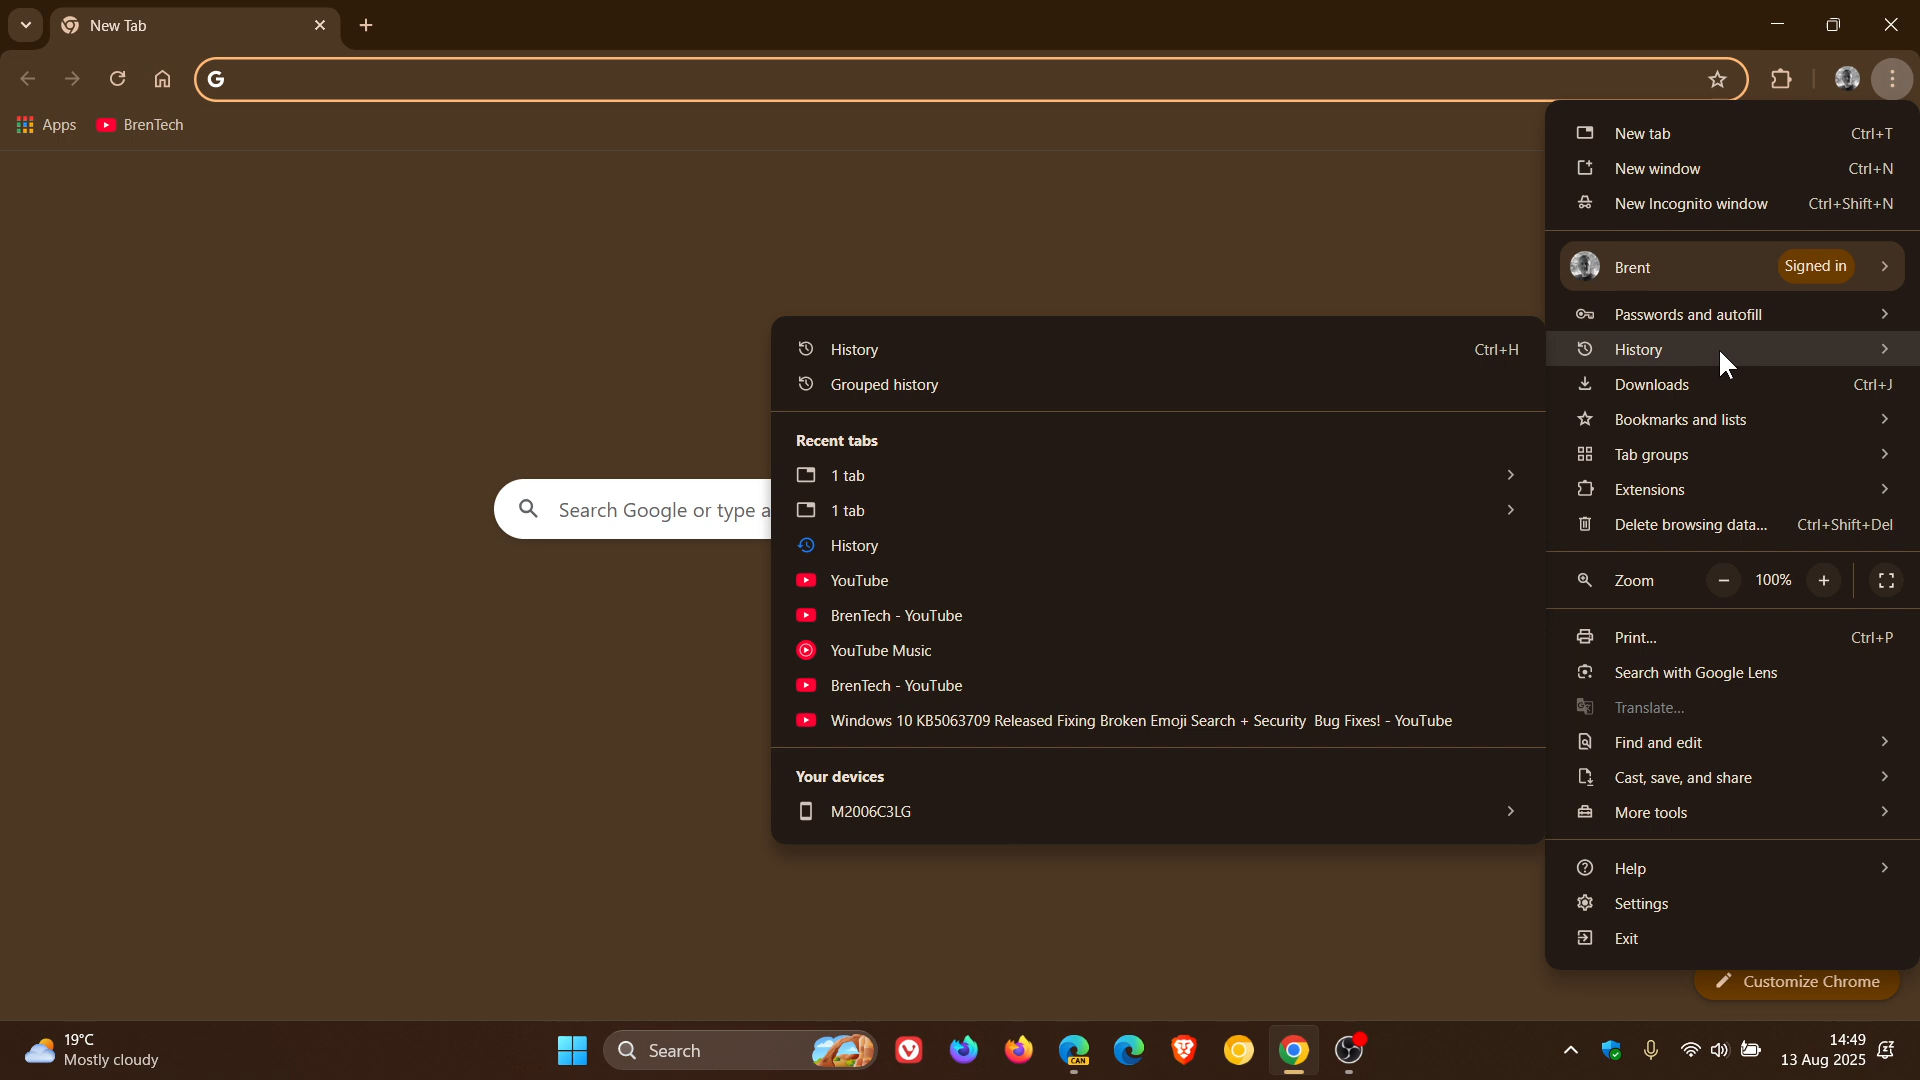 New Tab
Apps
BrenTech
New tab Ctrl+T
New window Ctrl+N
New Incognito window Ctrl+Shift+N
Brent Signed in
Passwords and autofill
History
Downloads Ctrl+J
Bookmarks and lists
Tab groups
Extensions
Delete browsing data... Ctrl+Shift+Del
Zoom − 100% +
Print... Ctrl+P
Search with Google Lens
Translate...
Find and edit
Cast, save, and share
More tools
Help
Settings
Exit
History Ctrl+H
Grouped history
Recent tabs
1 tab
1 tab
History
YouTube
BrenTech - YouTube
YouTube Music
BrenTech - YouTube
Windows 10 KB5063709 Released Fixing Broken Emoji Search + Security Bug Fixes! - YouTube
Your devices
M2006C3LG
Search Google or type a
Customize Chrome
19°C
Mostly cloudy
Search
CAN
14:49
13 Aug 2025